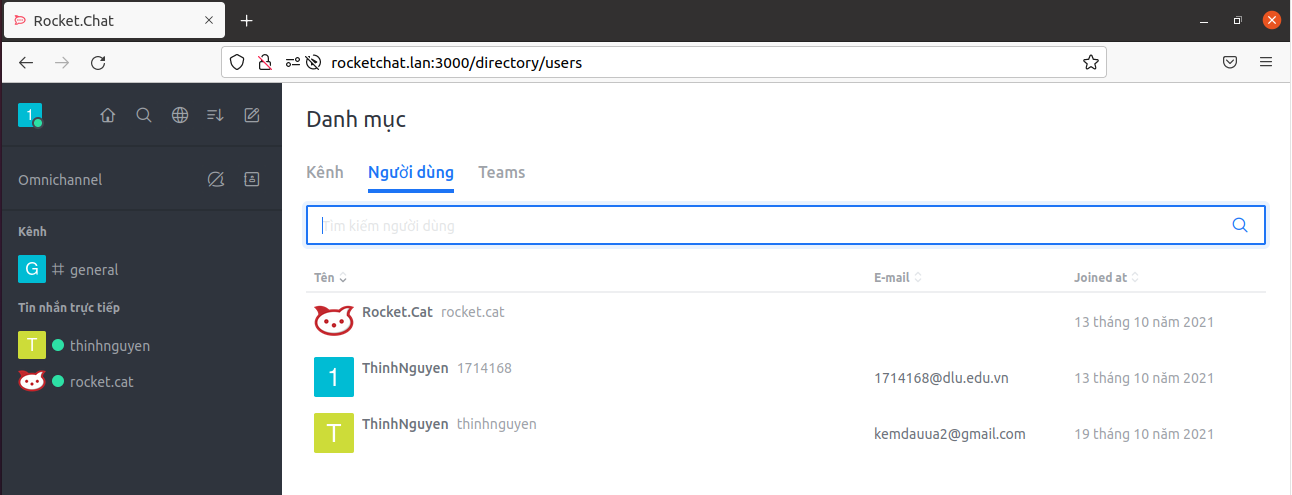 Rocket.Chat
rocketchat.lan:3000/directory/users
1
Omnichannel
Kênh
G general
Tin nhắn trực tiếp
T thinhnguyen
rocket.cat
Danh mục
Kênh Người dùng Teams
Tìm kiếm người dùng
Tên E-mail Joined at
Rocket.Cat rocket.cat 13 tháng 10 năm 2021
1 ThinhNguyen 1714168 1714168@dlu.edu.vn 13 tháng 10 năm 2021
T ThinhNguyen thinhnguyen kemdauua2@gmail.com 19 tháng 10 năm 2021